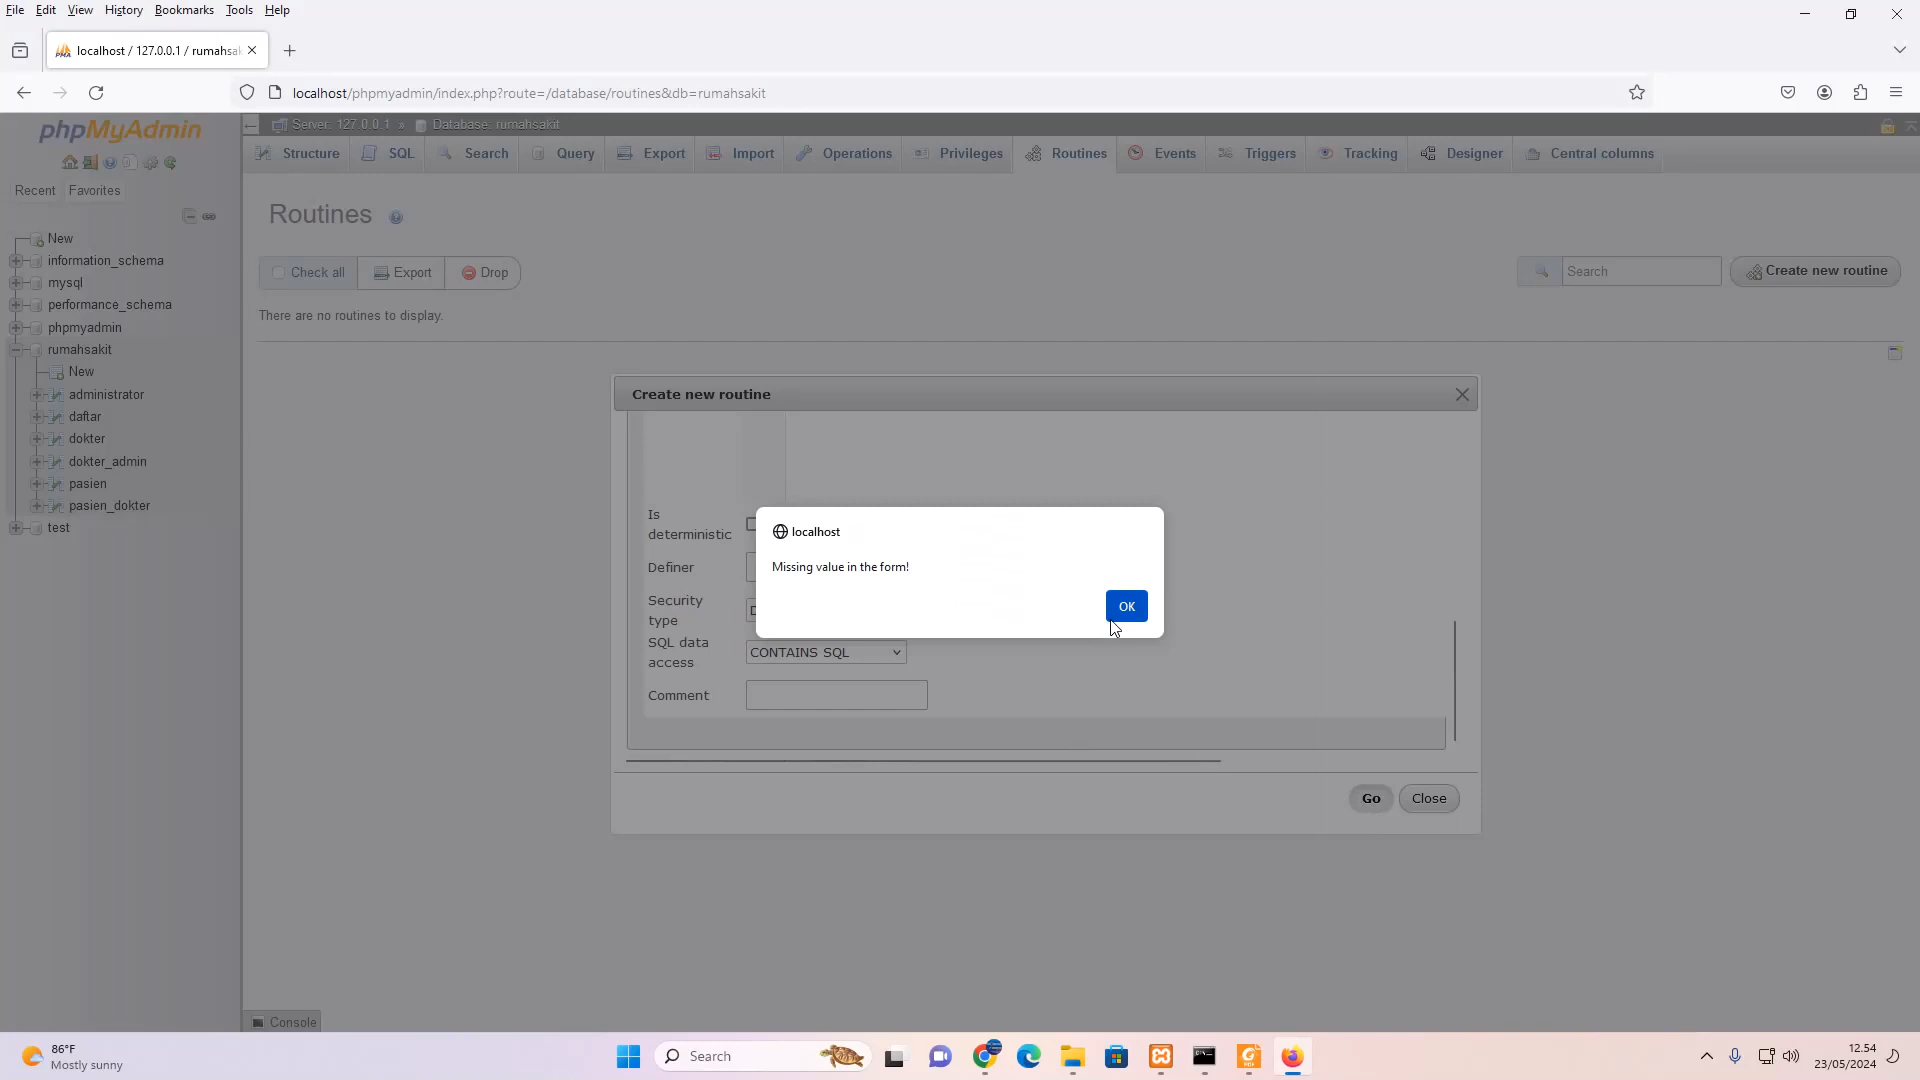 File Edit View History Bookmarks Tools Help
localhost / 127.0.0.1 / rumahsak
localhost/phpmyadmin/index.php?route=/database/routines&db=rumahsakit
phpMyAdmin
Server: 127.0.0.1 » Database: rumahsakit
Structure SQL Search Query Export Import Operations Privileges Routines Events Triggers Tracking Designer Central columns
Recent Favorites
New
information_schema
mysql
performance_schema
phpmyadmin
rumahsakit
New
administrator
daftar
dokter
dokter_admin
pasien
pasien_dokter
test
Routines
Check all Export Drop Search Create new routine
There are no routines to display.
Create new routine
Is
deterministic
Definer
Security
type
SQL data
access
CONTAINS SQL
Comment
localhost
Missing value in the form!
OK
Go Close
Console
86°F
Mostly sunny
Search
12.54
23/05/2024